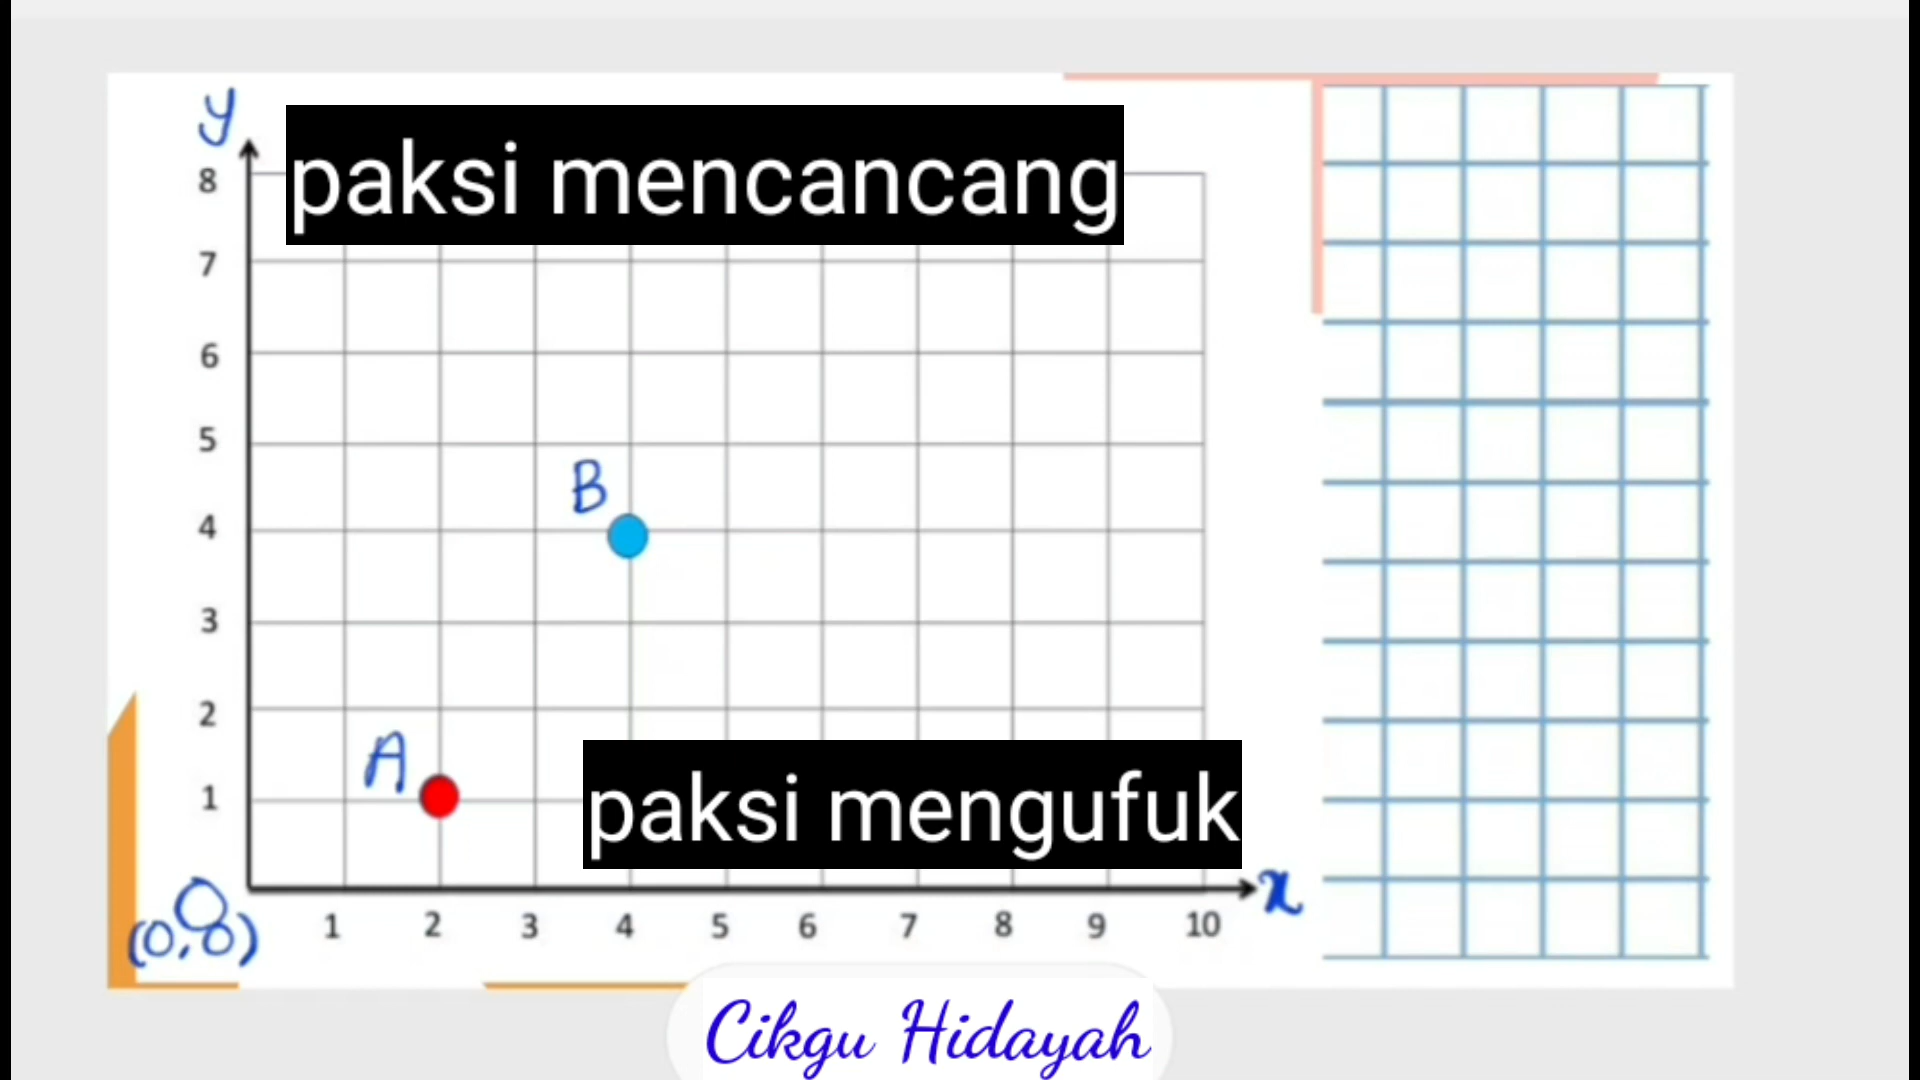 y
paksi mencancang
8
7
6
5
B
4
3
2
A
1
paksi mengufuk
x
O
(0,0)
1 2 3 4 5 6 7 8 9 10
Cikgu Hidayah